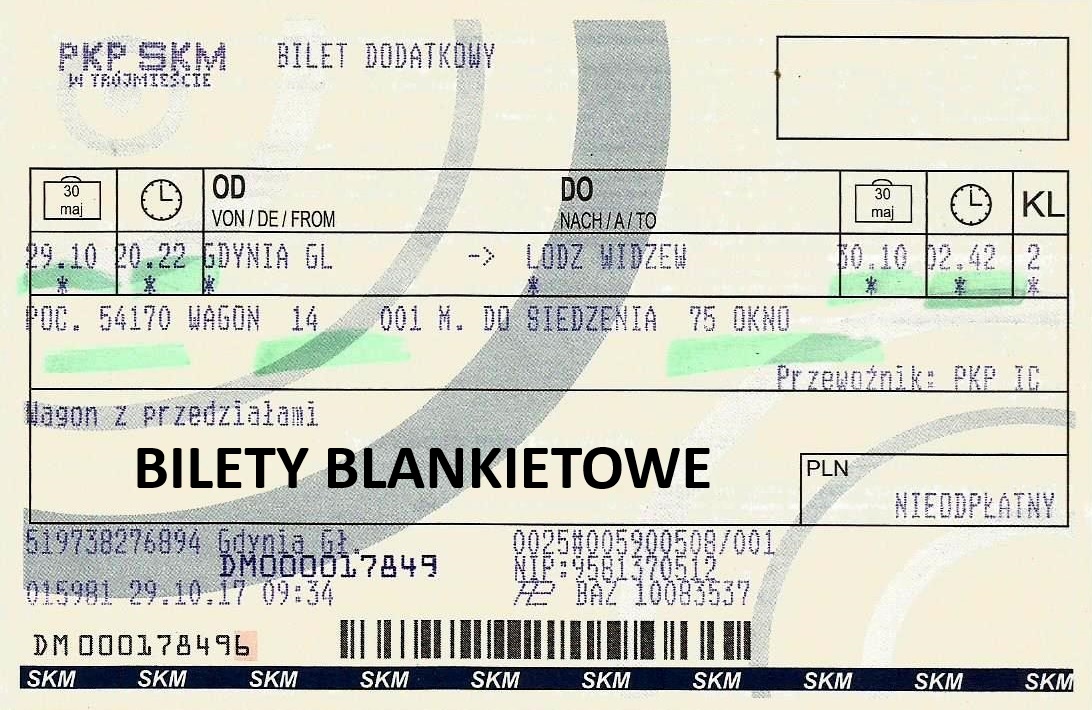 PKP SKM BILET DODATKOWY
W TRÓJMIEŚCIE
30 maj OD DO 30 maj KL
VON / DE / FROM NACH / A / TO
29.10 20.22 GDYNIA GL -> LODZ WIDZEW 30.10 02.42 2
* * * * * * *
POC. 54170 WAGON 14 001 M. DO SIEDZENIA 75 OKNO
Przewoźnik: PKP IC
Wagon z przedziałami
BILETY BLANKIETOWE
PLN
NIEODPŁATNY
519738276894 Gdynia Gł. 0025#005900508/001
DM000017849 NIP:9581370512
015981 29.10.17 09:34 BAZ 10083537
DM 000178496
SKM SKM SKM SKM SKM SKM SKM SKM SKM SKM